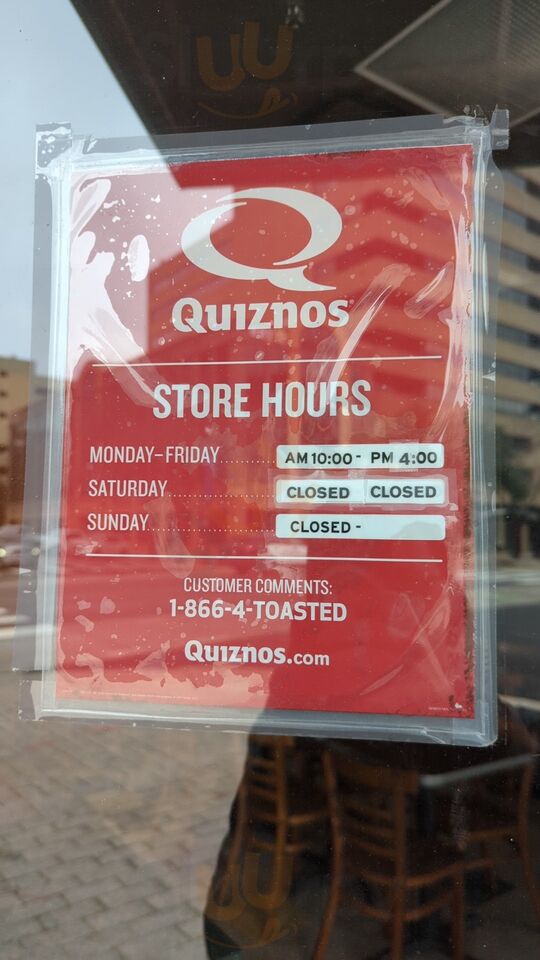 Quiznos
STORE HOURS
MONDAY-FRIDAY AM 10:00 - PM 4:00
SATURDAY CLOSED CLOSED
SUNDAY CLOSED -
CUSTOMER COMMENTS:
1-866-4-TOASTED
Quiznos.com